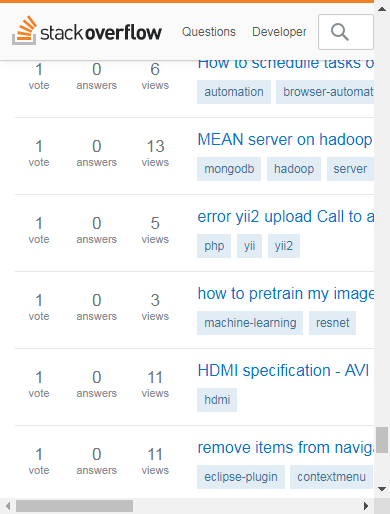 stackoverflow Questions Developer
1 0 6 How to schedule tasks o
vote answers views automation browser-automat
1 0 13 MEAN server on hadoop
vote answers views mongodb hadoop server
1 0 5 error yii2 upload Call to a
vote answers views php yii yii2
1 0 3 how to pretrain my image
vote answers views machine-learning resnet
1 0 11 HDMI specification - AVI
vote answers views hdmi
1 0 11 remove items from naviga
vote answers views eclipse-plugin contextmenu